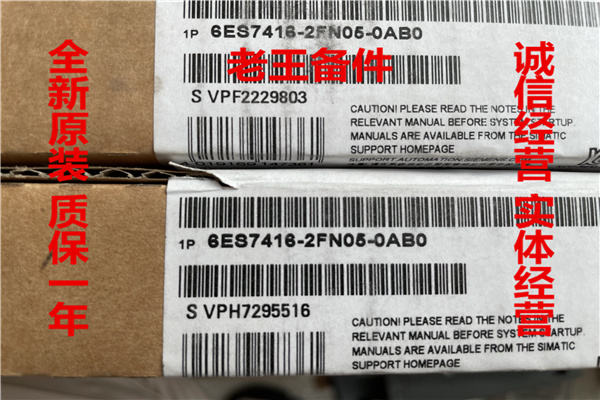 1P 6ES7416-2FN05-0AB0
老王备件
S VPF2229803
CAUTION! PLEASE READ THE NOTES IN THE
RELEVANT MANUAL BEFORE SYSTEM STARTUP.
MANUALS ARE AVAILABLE FROM THE SIMATIC
SUPPORT HOMEPAGE
SUPPORT.AUTOMATION.SIEMENS.C
1P 6ES7416-2FN05-0AB0
S VPH7295516
CAUTION! PLEASE READ THE NOTES IN THE
RELEVANT MANUAL BEFORE SYSTEM STARTUP.
MANUALS ARE AVAILABLE FROM THE SIMATIC
SUPPORT HOMEPAGE
全新原装 质保一年
诚信经营 实体经营